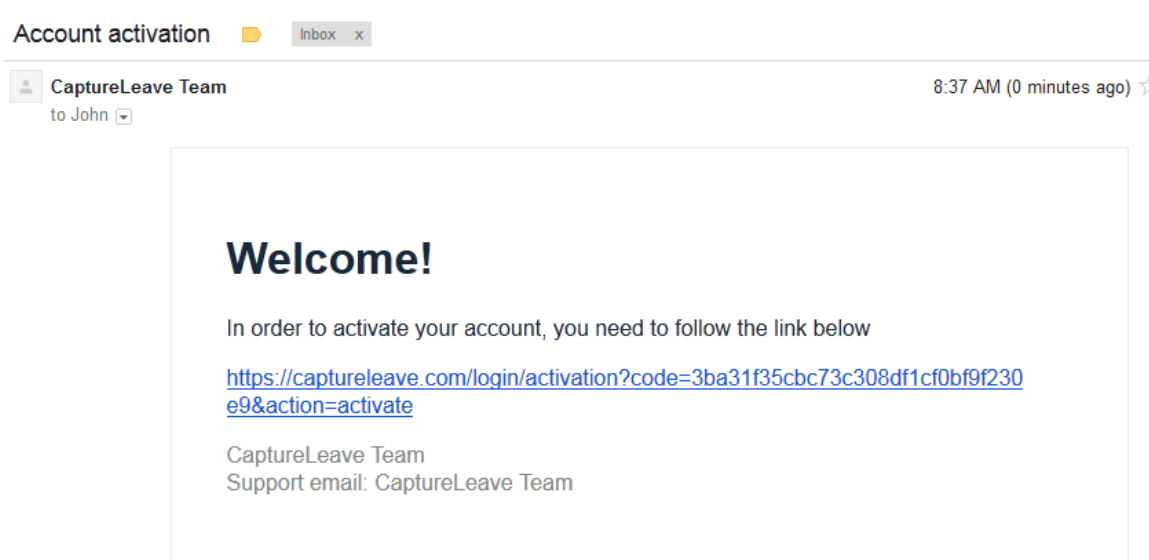 Account activation
Inbox x
CaptureLeave Team
8:37 AM (0 minutes ago)
to John
Welcome!
In order to activate your account, you need to follow the link below
https://captureleave.com/login/activation?code=3ba31f35cbc73c308df1cf0bf9f230
e9&action=activate
CaptureLeave Team
Support email: CaptureLeave Team